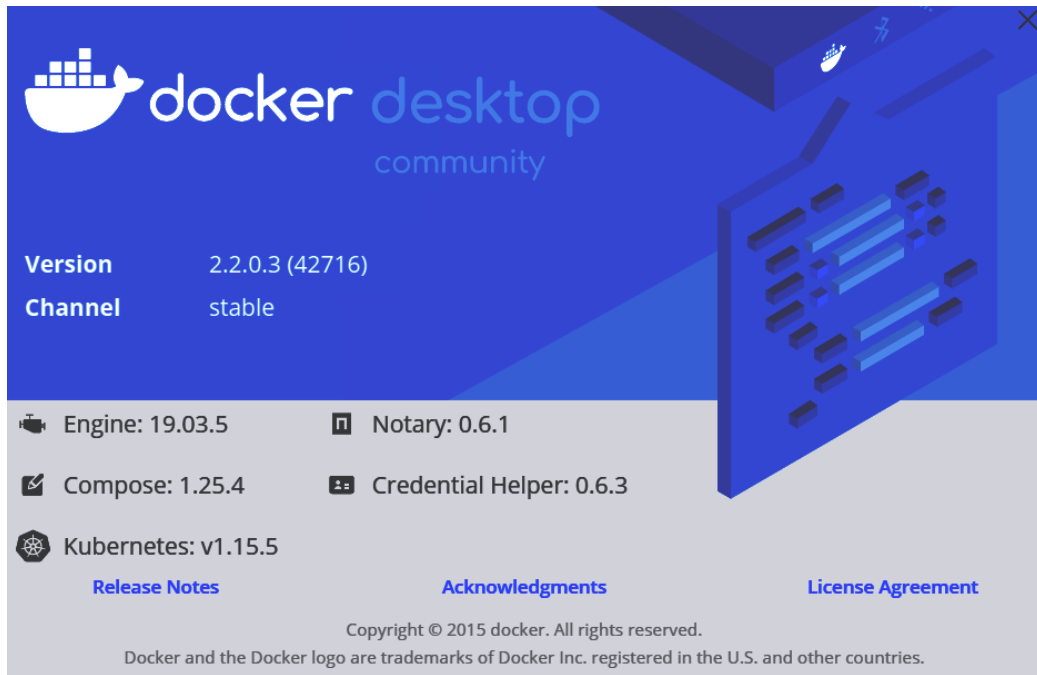 docker desktop
community
Version 2.2.0.3 (42716)
Channel stable
Engine: 19.03.5 Notary: 0.6.1
Compose: 1.25.4 Credential Helper: 0.6.3
Kubernetes: v1.15.5
Release Notes Acknowledgments License Agreement
Copyright © 2015 docker. All rights reserved.
Docker and the Docker logo are trademarks of Docker Inc. registered in the U.S. and other countries.